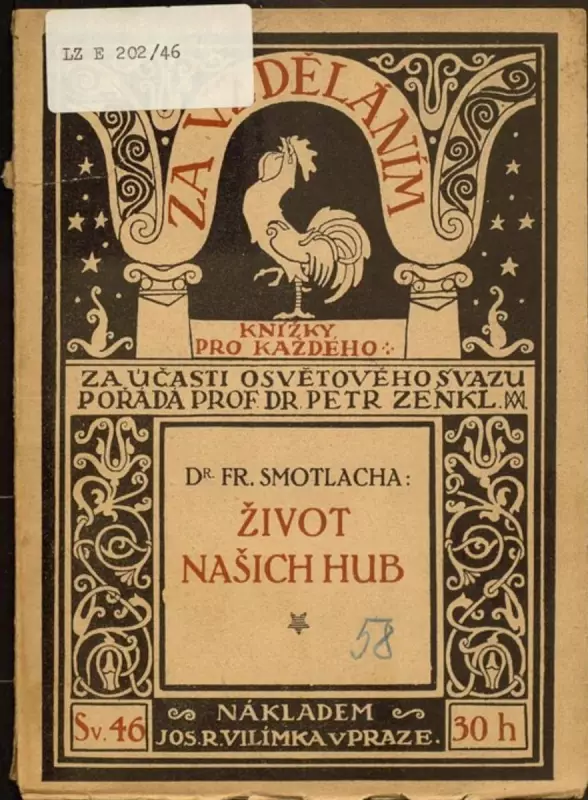 LZ E 202/46
ZA VZDĚLÁNÍM
KNÍŽKY
PRO KAŽDÉHO
ZA ÚČASTI OSVĚTOVÉHO SVAZU
POŘÁDÁ PROF. DR. PETR ZENKL.
DR. FR. SMOTLACHA:
ŽIVOT
NAŠICH HUB
58
Sv. 46
NÁKLADEM
JOS. R. VILÍMKA V PRAZE.
30 h